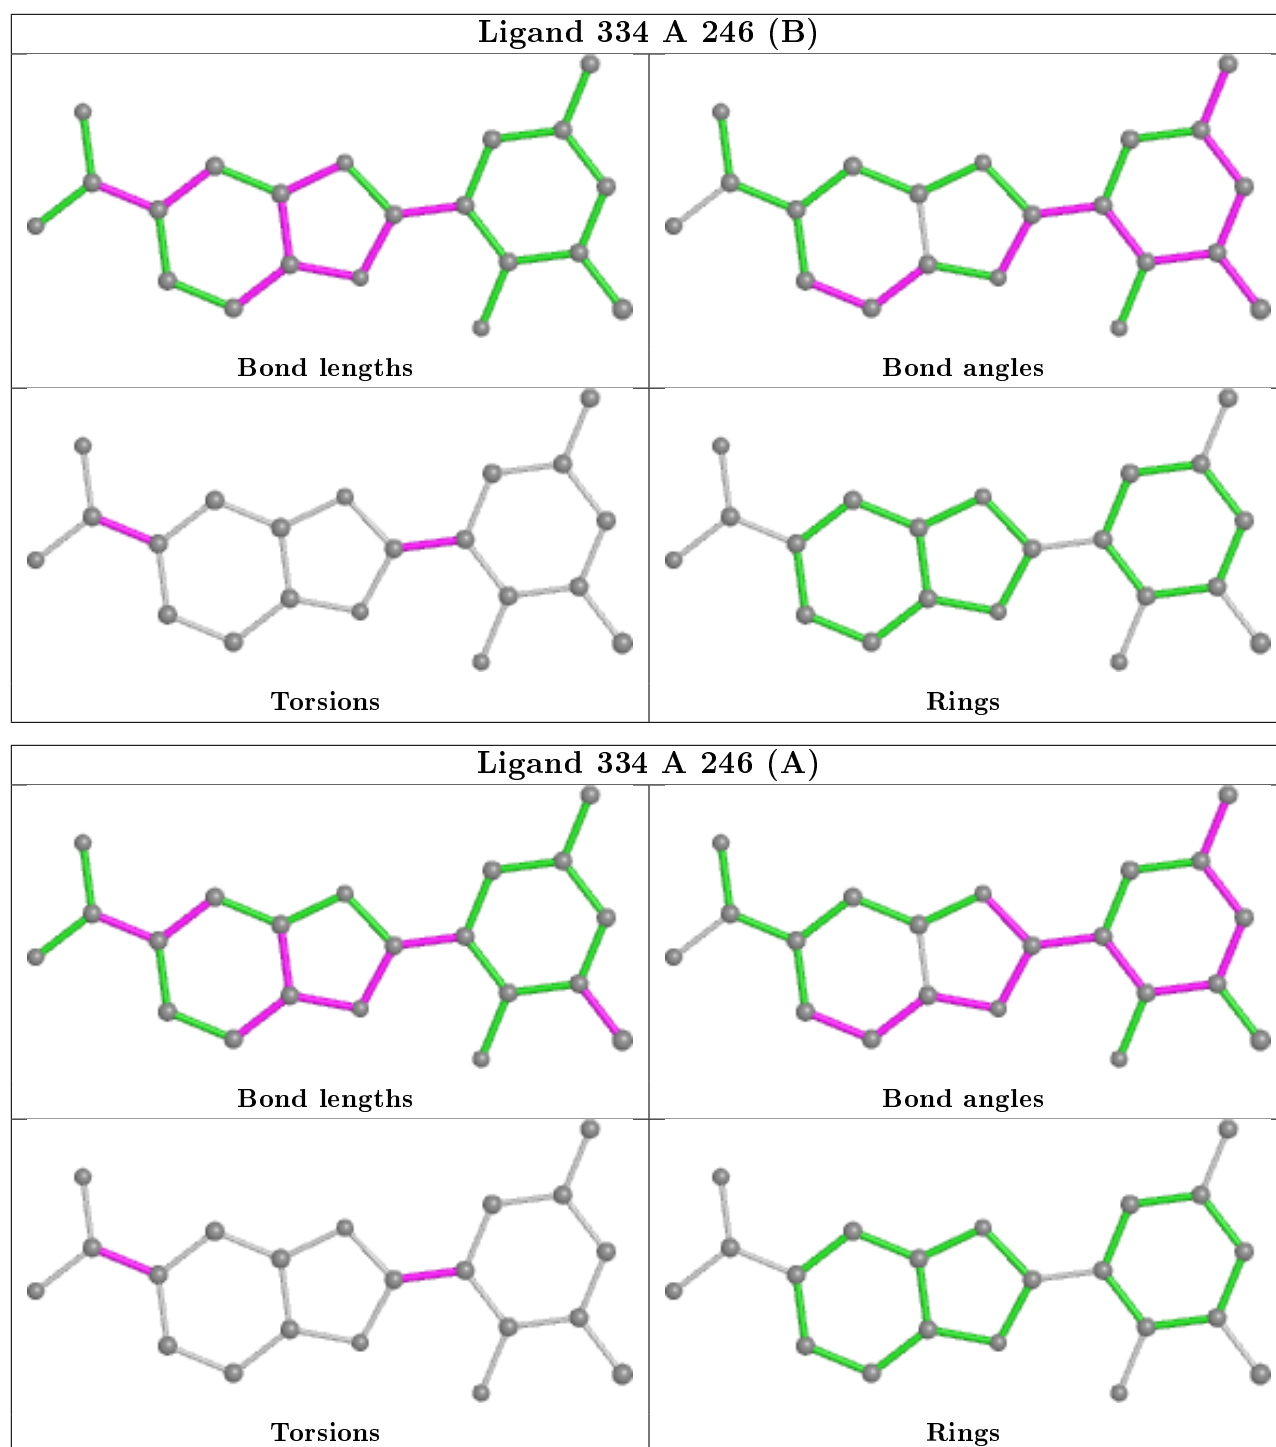 Ligand 334 A 246 (B)
Bond lengths
Bond angles
Torsions
Rings
Ligand 334 A 246 (A)
Bond lengths
Bond angles
Torsions
Rings